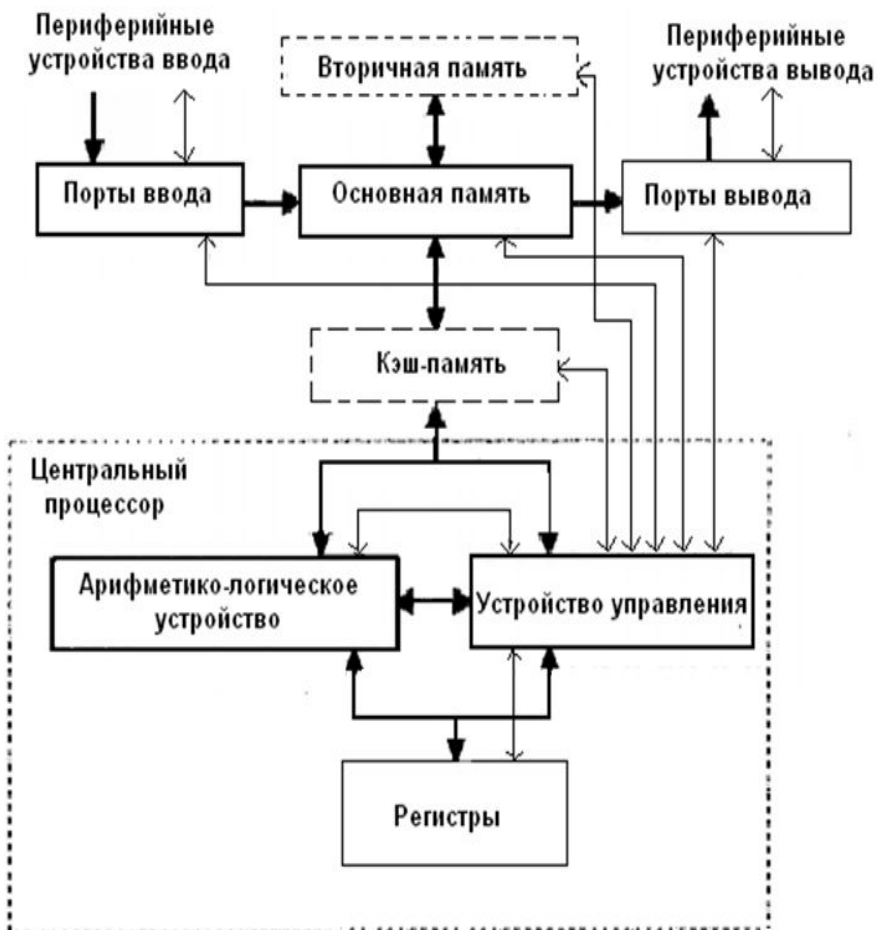 Периферийные
устройства ввода
Вторичная память
Периферийные
устройства вывода
Порты ввода
Основная память
Порты вывода
Кэш-память
Центральный
процессор
Арифметико-логическое
устройство
Устройство управления
Регистры